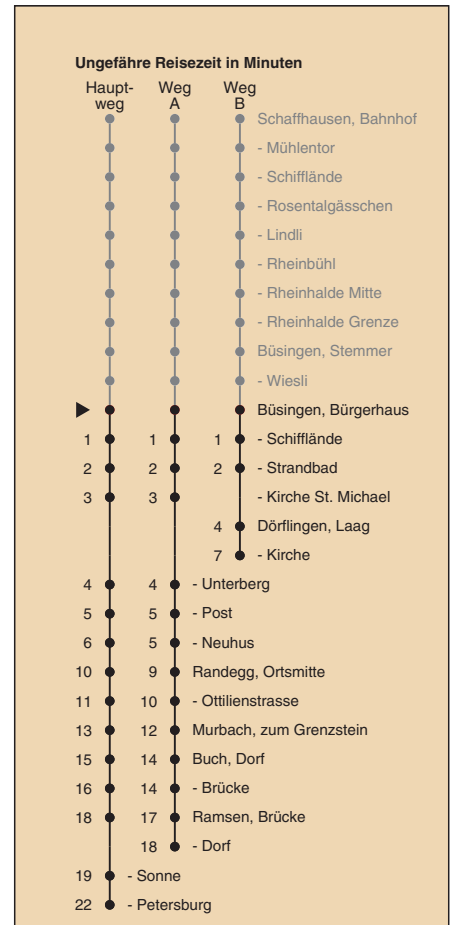 Ungefähre Reisezeit in Minuten
Haupt- Weg Weg
weg A B
Schaffhausen, Bahnhof
- Mühlentor
- Schifflände
- Rosentalgässchen
- Lindli
- Rheinbühl
- Rheinhalde Mitte
- Rheinhalde Grenze
Büsingen, Stemmer
- Wiesli
Büsingen, Bürgerhaus
1 1 1 - Schifflände
2 2 2 - Strandbad
3 3 - Kirche St. Michael
4 Dörflingen, Laag
7 - Kirche
4 4 - Unterberg
5 5 - Post
6 5 - Neuhus
10 9 Randegg, Ortsmitte
11 10 - Ottilienstrasse
13 12 Murbach, zum Grenzstein
15 14 Buch, Dorf
16 14 - Brücke
18 17 Ramsen, Brücke
18 - Dorf
19 - Sonne
22 - Petersburg